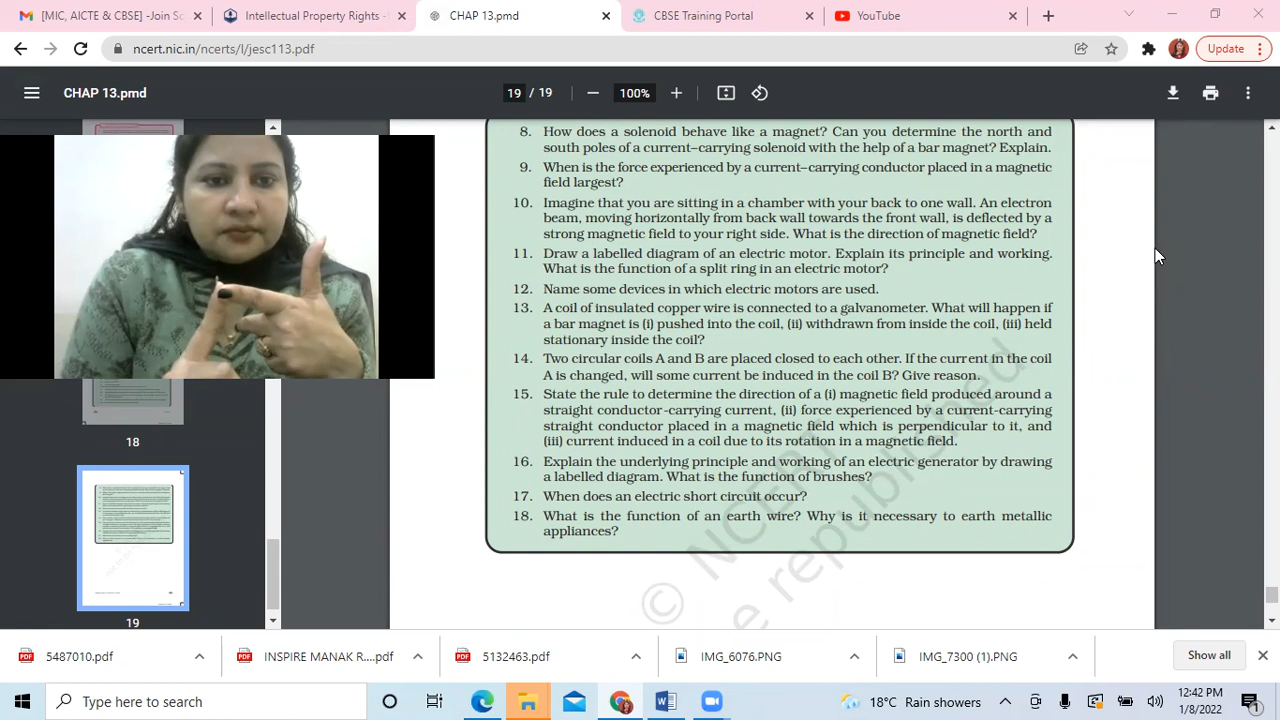 [MIC, AICTE & CBSE] -Join Sc
Intellectual Property Rights -
CHAP 13.pmd
CBSE Training Portal
YouTube
ncert.nic.in/ncerts/l/jesc113.pdf
Update
CHAP 13.pmd
19 / 19
100%
8. How does a solenoid behave like a magnet? Can you determine the north and
south poles of a current–carrying solenoid with the help of a bar magnet? Explain.
9. When is the force experienced by a current–carrying conductor placed in a magnetic
field largest?
10. Imagine that you are sitting in a chamber with your back to one wall. An electron
beam, moving horizontally from back wall towards the front wall, is deflected by a
strong magnetic field to your right side. What is the direction of magnetic field?
11. Draw a labelled diagram of an electric motor. Explain its principle and working.
What is the function of a split ring in an electric motor?
12. Name some devices in which electric motors are used.
13. A coil of insulated copper wire is connected to a galvanometer. What will happen if
a bar magnet is (i) pushed into the coil, (ii) withdrawn from inside the coil, (iii) held
stationary inside the coil?
14. Two circular coils A and B are placed closed to each other. If the current in the coil
A is changed, will some current be induced in the coil B? Give reason.
15. State the rule to determine the direction of a (i) magnetic field produced around a
straight conductor-carrying current, (ii) force experienced by a current-carrying
straight conductor placed in a magnetic field which is perpendicular to it, and
(iii) current induced in a coil due to its rotation in a magnetic field.
16. Explain the underlying principle and working of an electric generator by drawing
a labelled diagram. What is the function of brushes?
17. When does an electric short circuit occur?
18. What is the function of an earth wire? Why is it necessary to earth metallic
appliances?
© NCERT
e republished
18
19
5487010.pdf
INSPIRE MANAK R....pdf
5132463.pdf
IMG_6076.PNG
IMG_7300 (1).PNG
Show all
Type here to search
18°C Rain showers
12:42 PM
1/8/2022